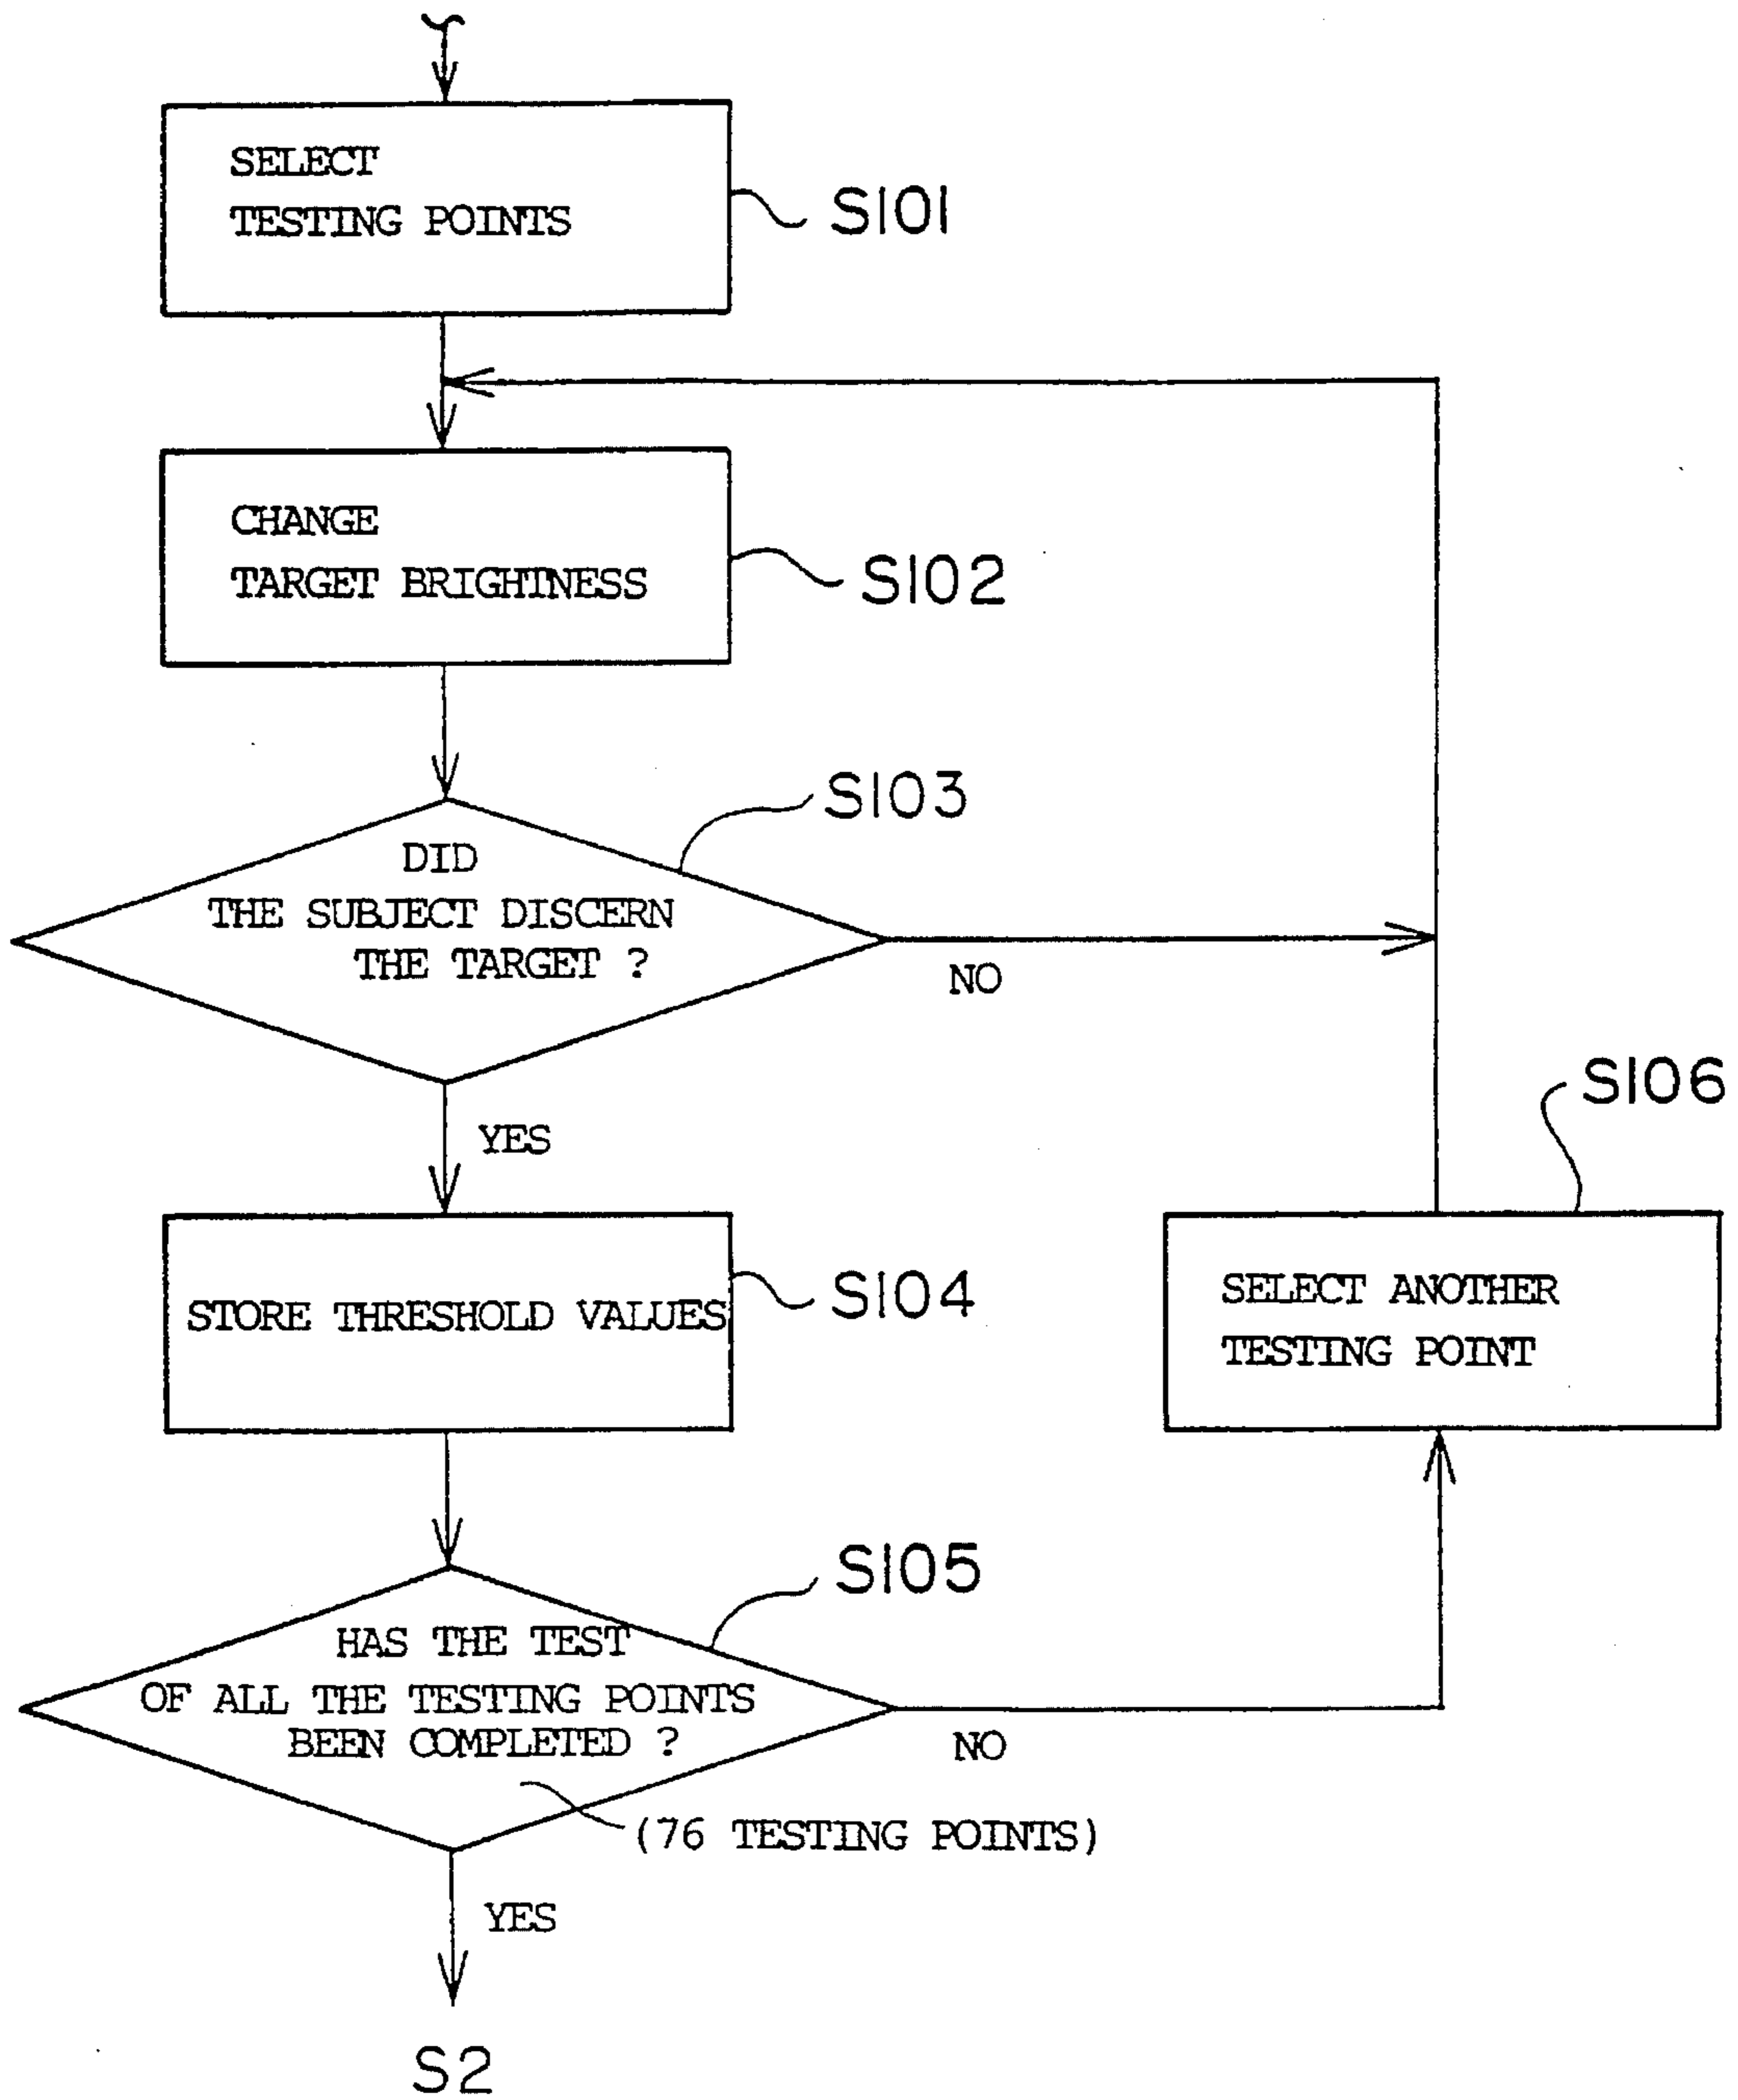 SELECT
TESTING POINTS
S101
CHANGE
TARGET BRIGHTNESS
S102
S103
DID
THE SUBJECT DISCERN
THE TARGET ?
NO
YES
S106
STORE THRESHOLD VALUES
S104
SELECT ANOTHER
TESTING POINT
S105
HAS THE TEST
OF ALL THE TESTING POINTS
BEEN COMPLETED ?
NO
(76 TESTING POINTS)
YES
S2